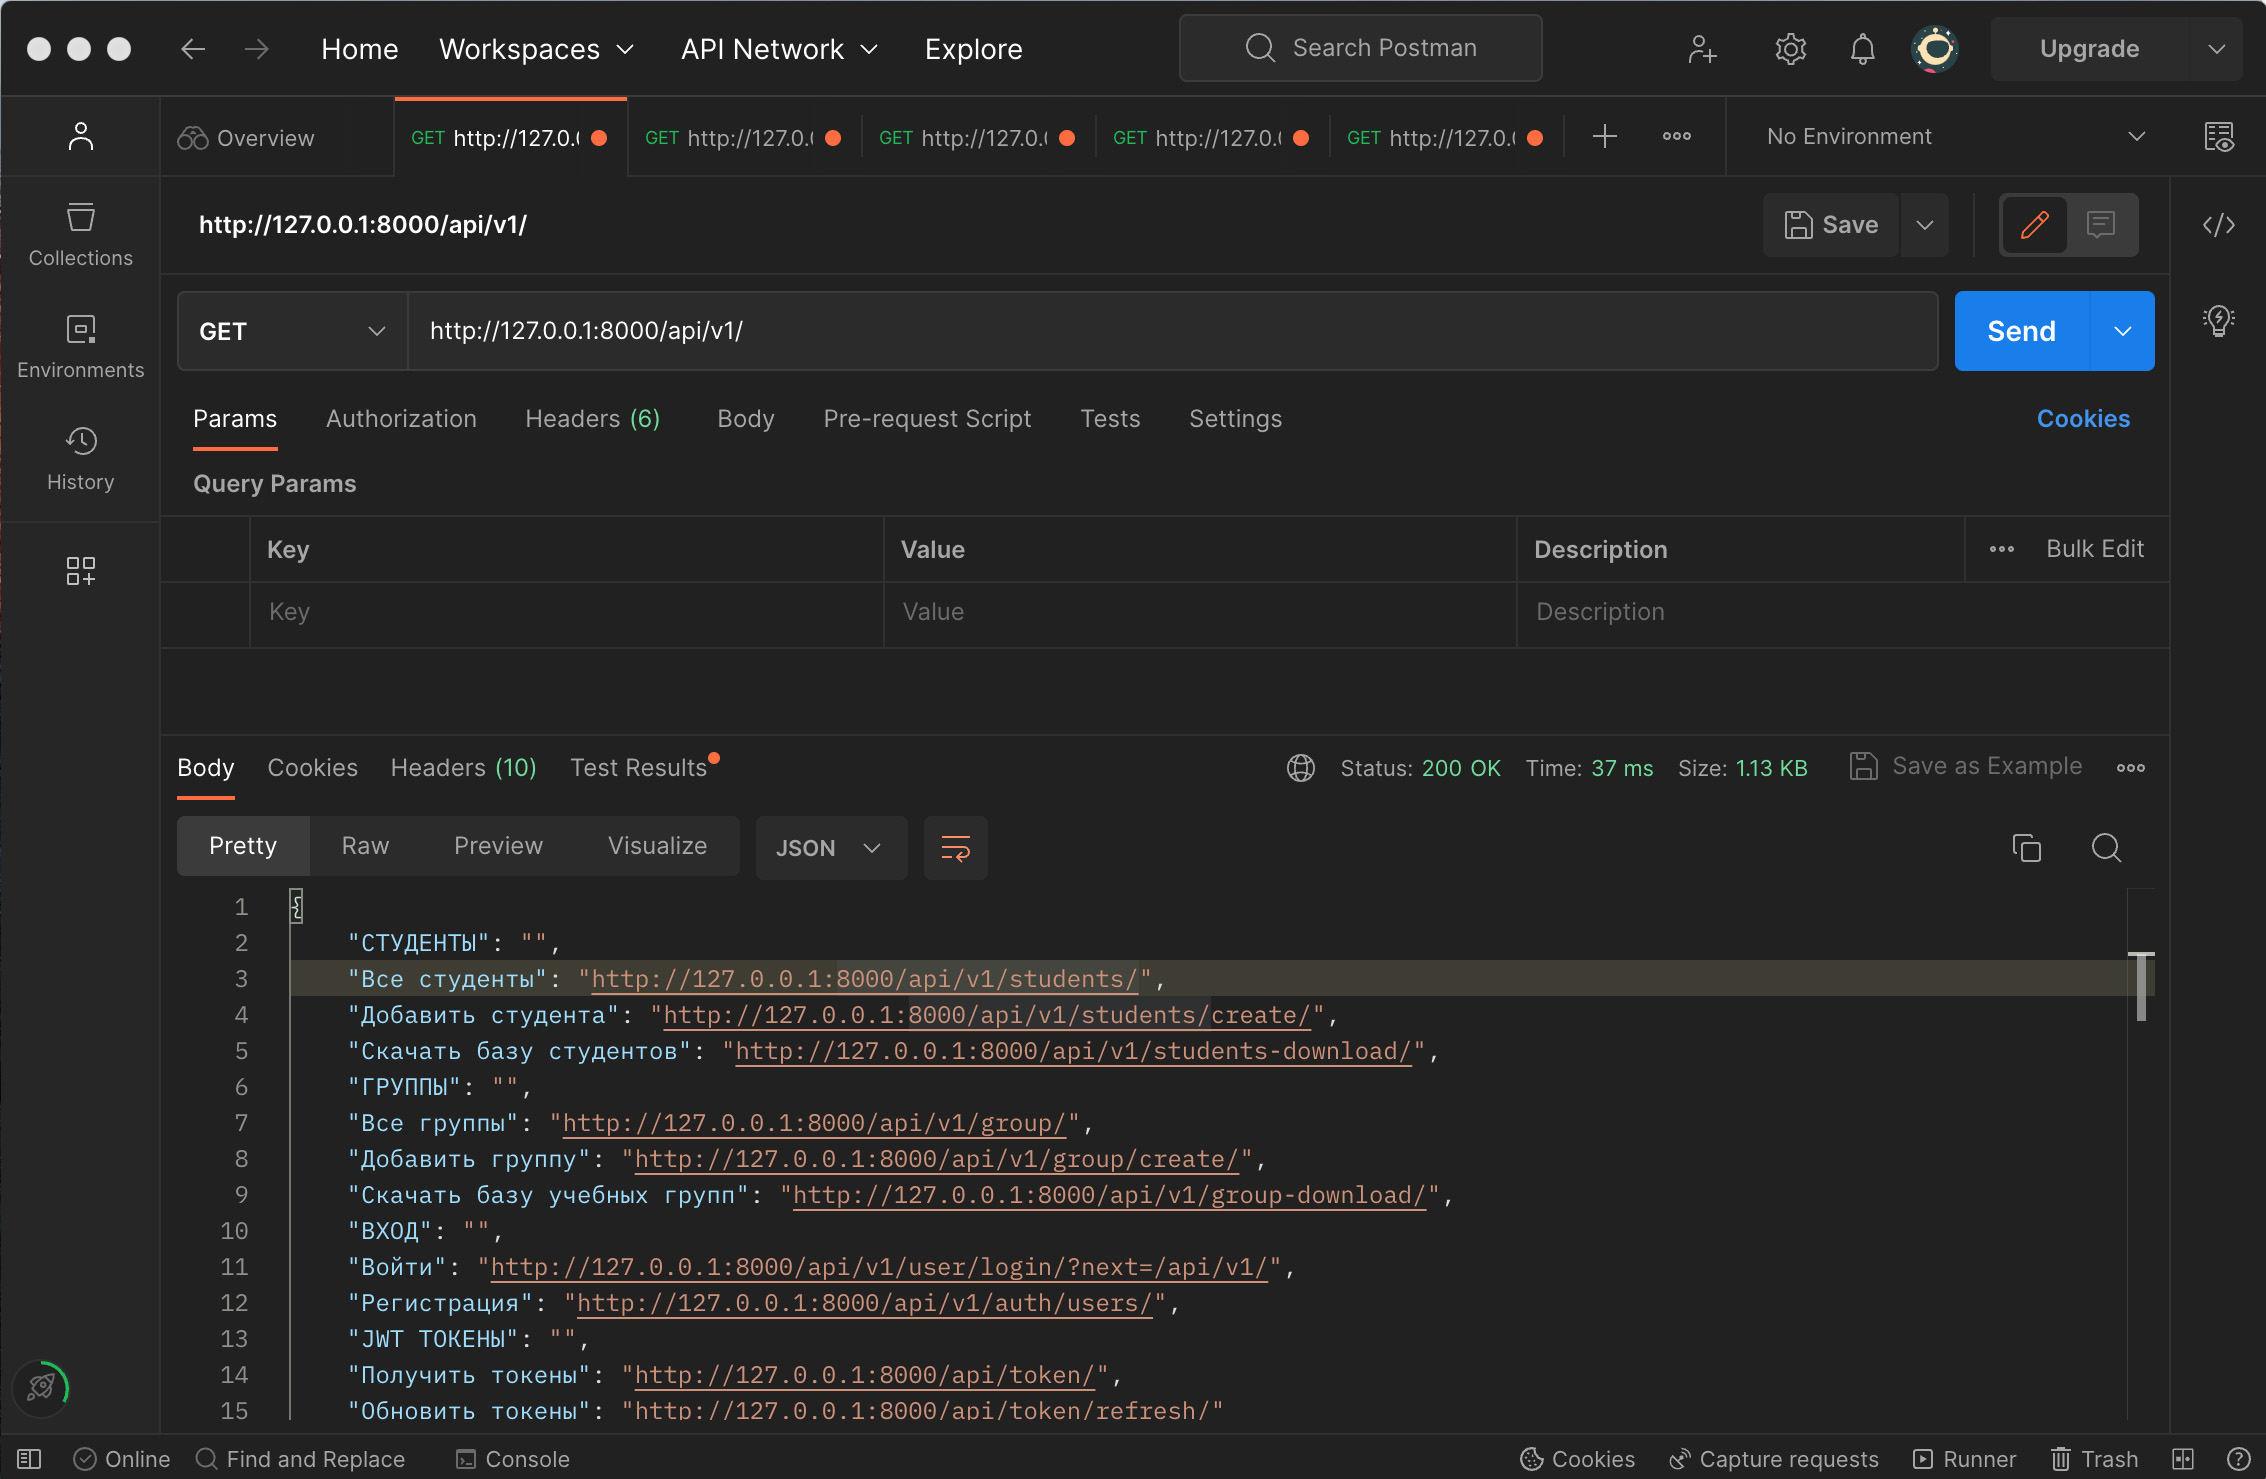 Home Workspaces API Network Explore Search Postman Upgrade
Overview GET http://127.0.( GET http://127.0.( GET http://127.0.( GET http://127.0.( GET http://127.0.( No Environment
http://127.0.0.1:8000/api/v1/ Save
Collections
GET http://127.0.0.1:8000/api/v1/ Send
Environments
Params Authorization Headers (6) Body Pre-request Script Tests Settings Cookies
History
Query Params
Key Value Description Bulk Edit
Key Value Description
Body Cookies Headers (10) Test Results Status: 200 OK Time: 37 ms Size: 1.13 KB Save as Example
Pretty Raw Preview Visualize JSON
1 {
2 "СТУДЕНТЫ": "",
3 "Все студенты": "http://127.0.0.1:8000/api/v1/students/",
4 "Добавить студента": "http://127.0.0.1:8000/api/v1/students/create/",
5 "Скачать базу студентов": "http://127.0.0.1:8000/api/v1/students-download/",
6 "ГРУППЫ": "",
7 "Все группы": "http://127.0.0.1:8000/api/v1/group/",
8 "Добавить группу": "http://127.0.0.1:8000/api/v1/group/create/",
9 "Скачать базу учебных групп": "http://127.0.0.1:8000/api/v1/group-download/",
10 "ВХОД": "",
11 "Войти": "http://127.0.0.1:8000/api/v1/user/login/?next=/api/v1/",
12 "Регистрация": "http://127.0.0.1:8000/api/v1/auth/users/",
13 "JWT ТОКЕНЫ": "",
14 "Получить токены": "http://127.0.0.1:8000/api/token/",
15 "Обновить токены": "http://127.0.0.1:8000/api/token/refresh/"
Online Find and Replace Console Cookies Capture requests Runner Trash